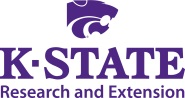 K-STATE
Research and Extension